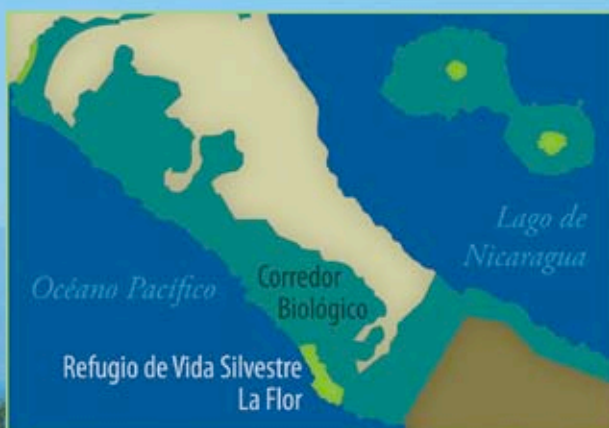 Océano Pacífico
Lago de
Nicaragua
Corredor
Biológico
Refugio de Vida Silvestre
La Flor